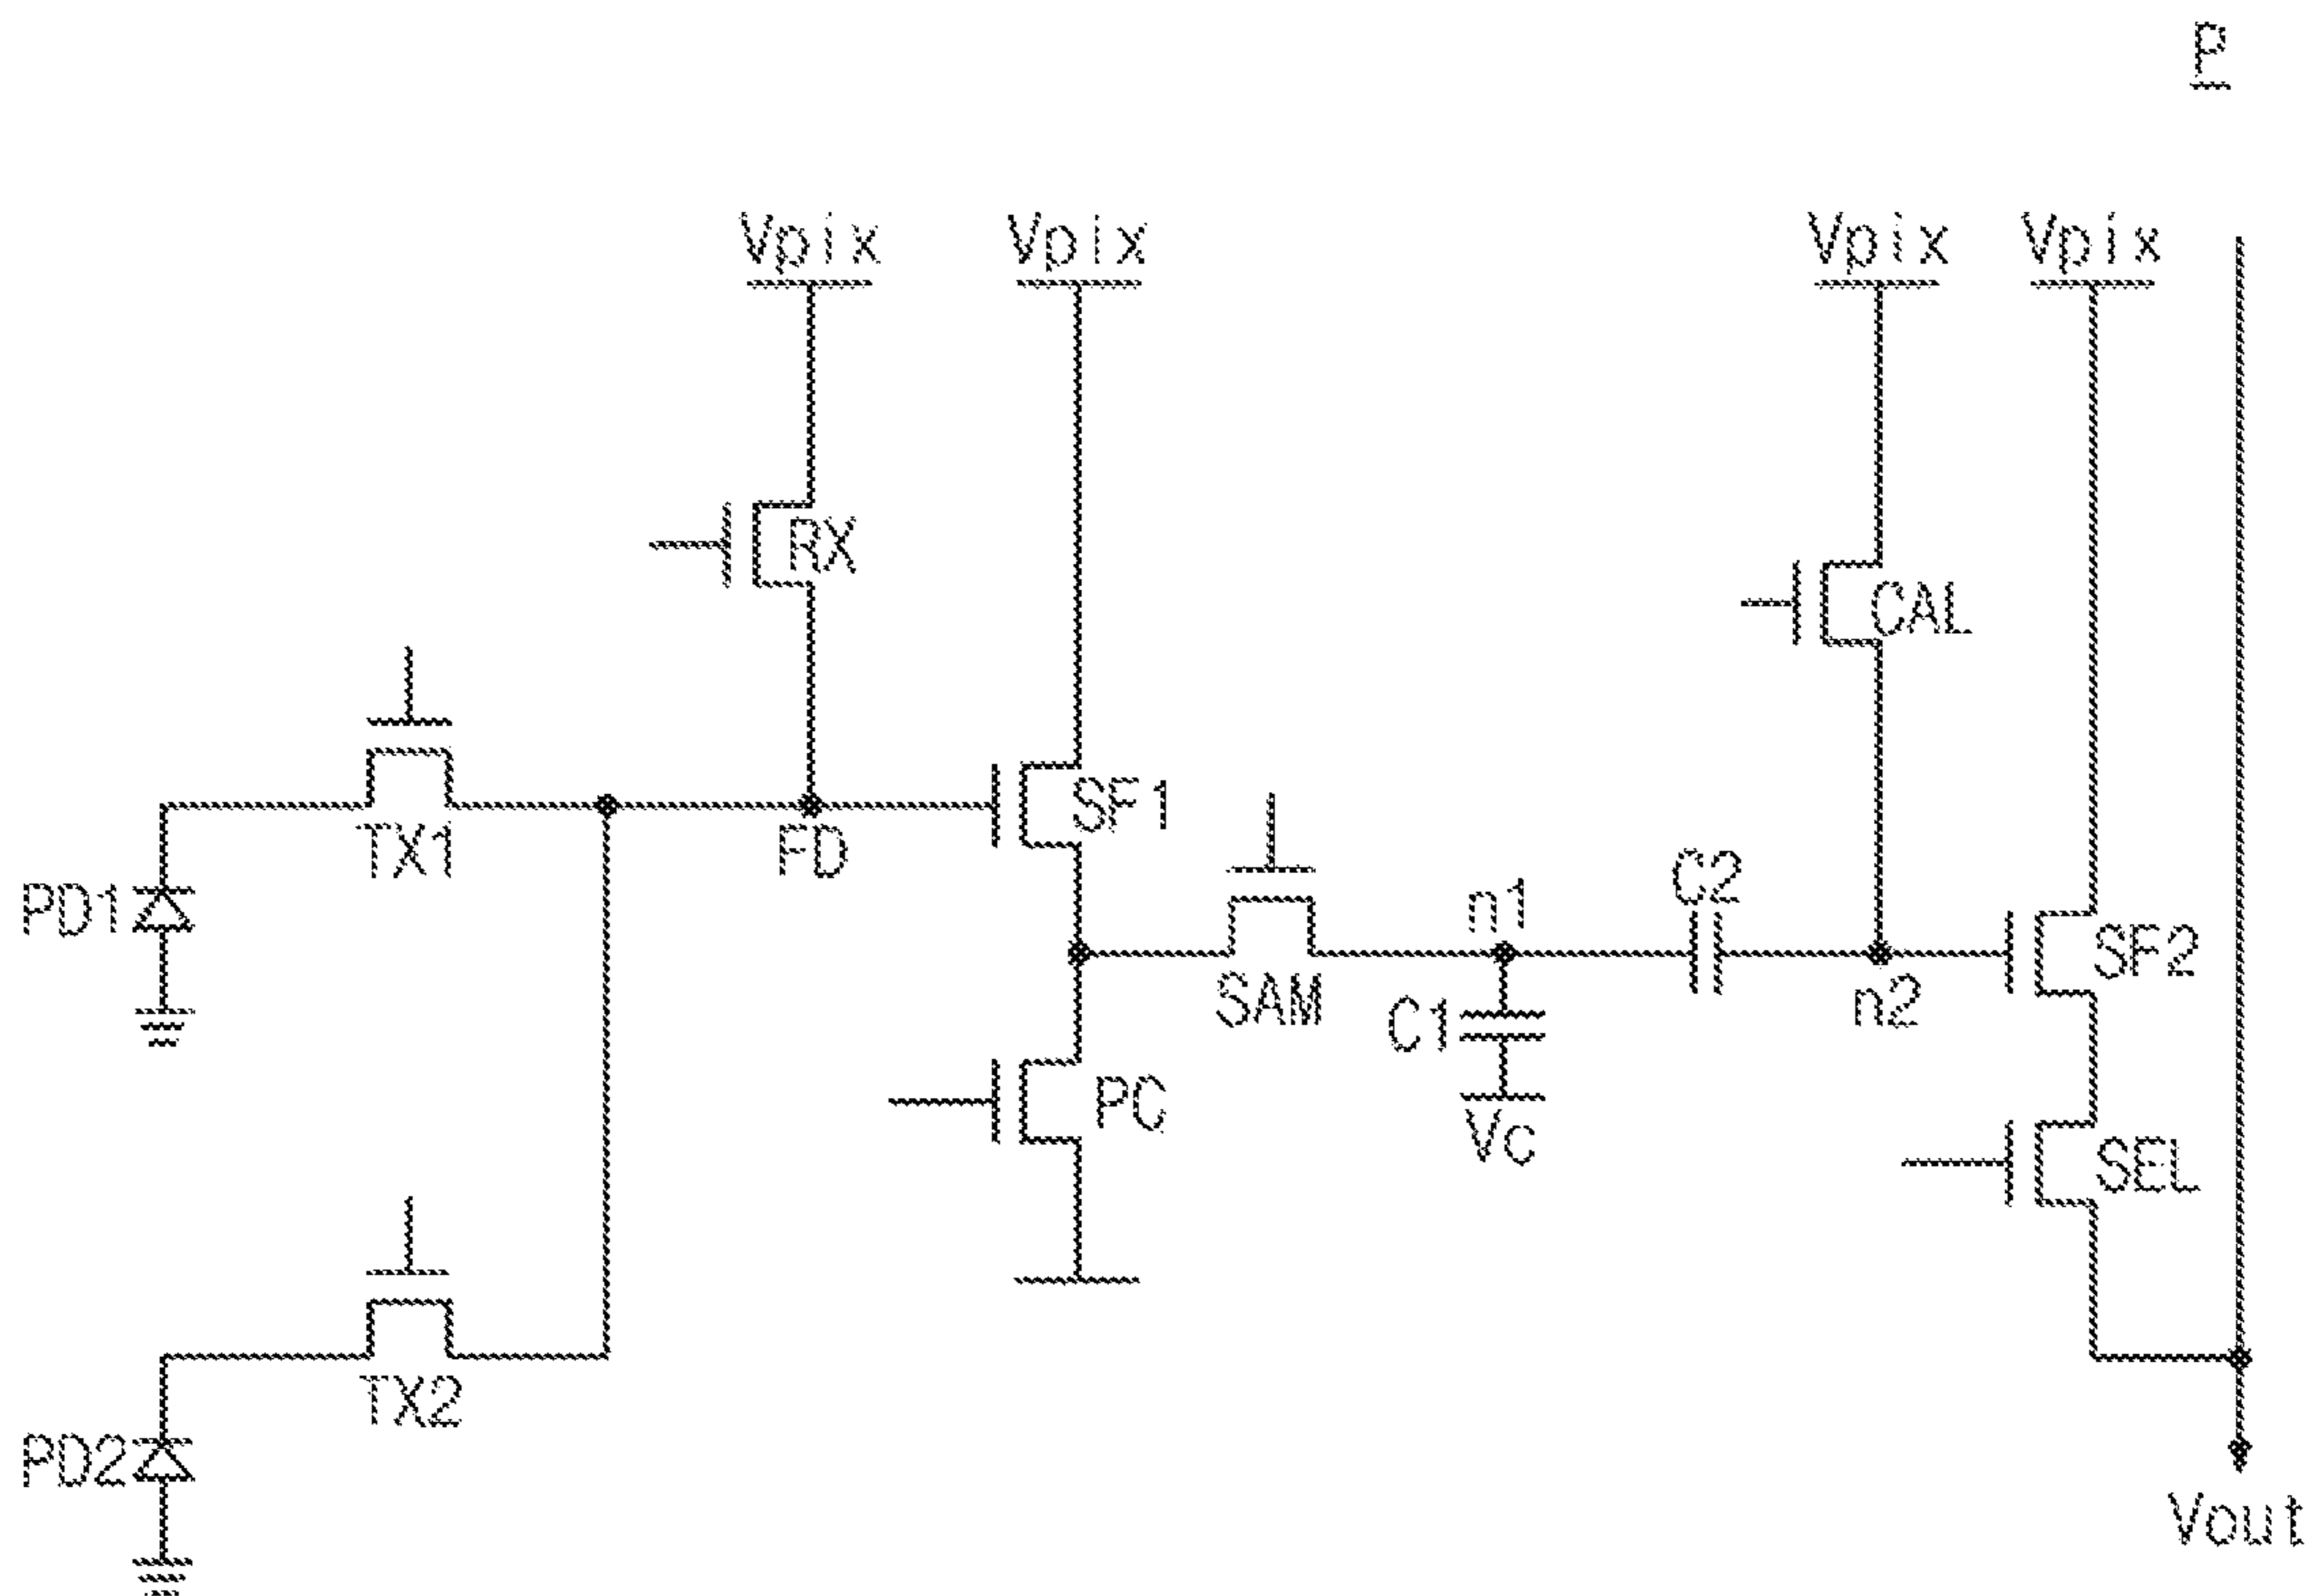 P
Vpix Vpix Vpix Vpix
RX
CAL
TX1 FD SF1
PD1 C2
n1
SAM C1 n2 SF2
PC Vc SEL
TX2
PD2
Vout